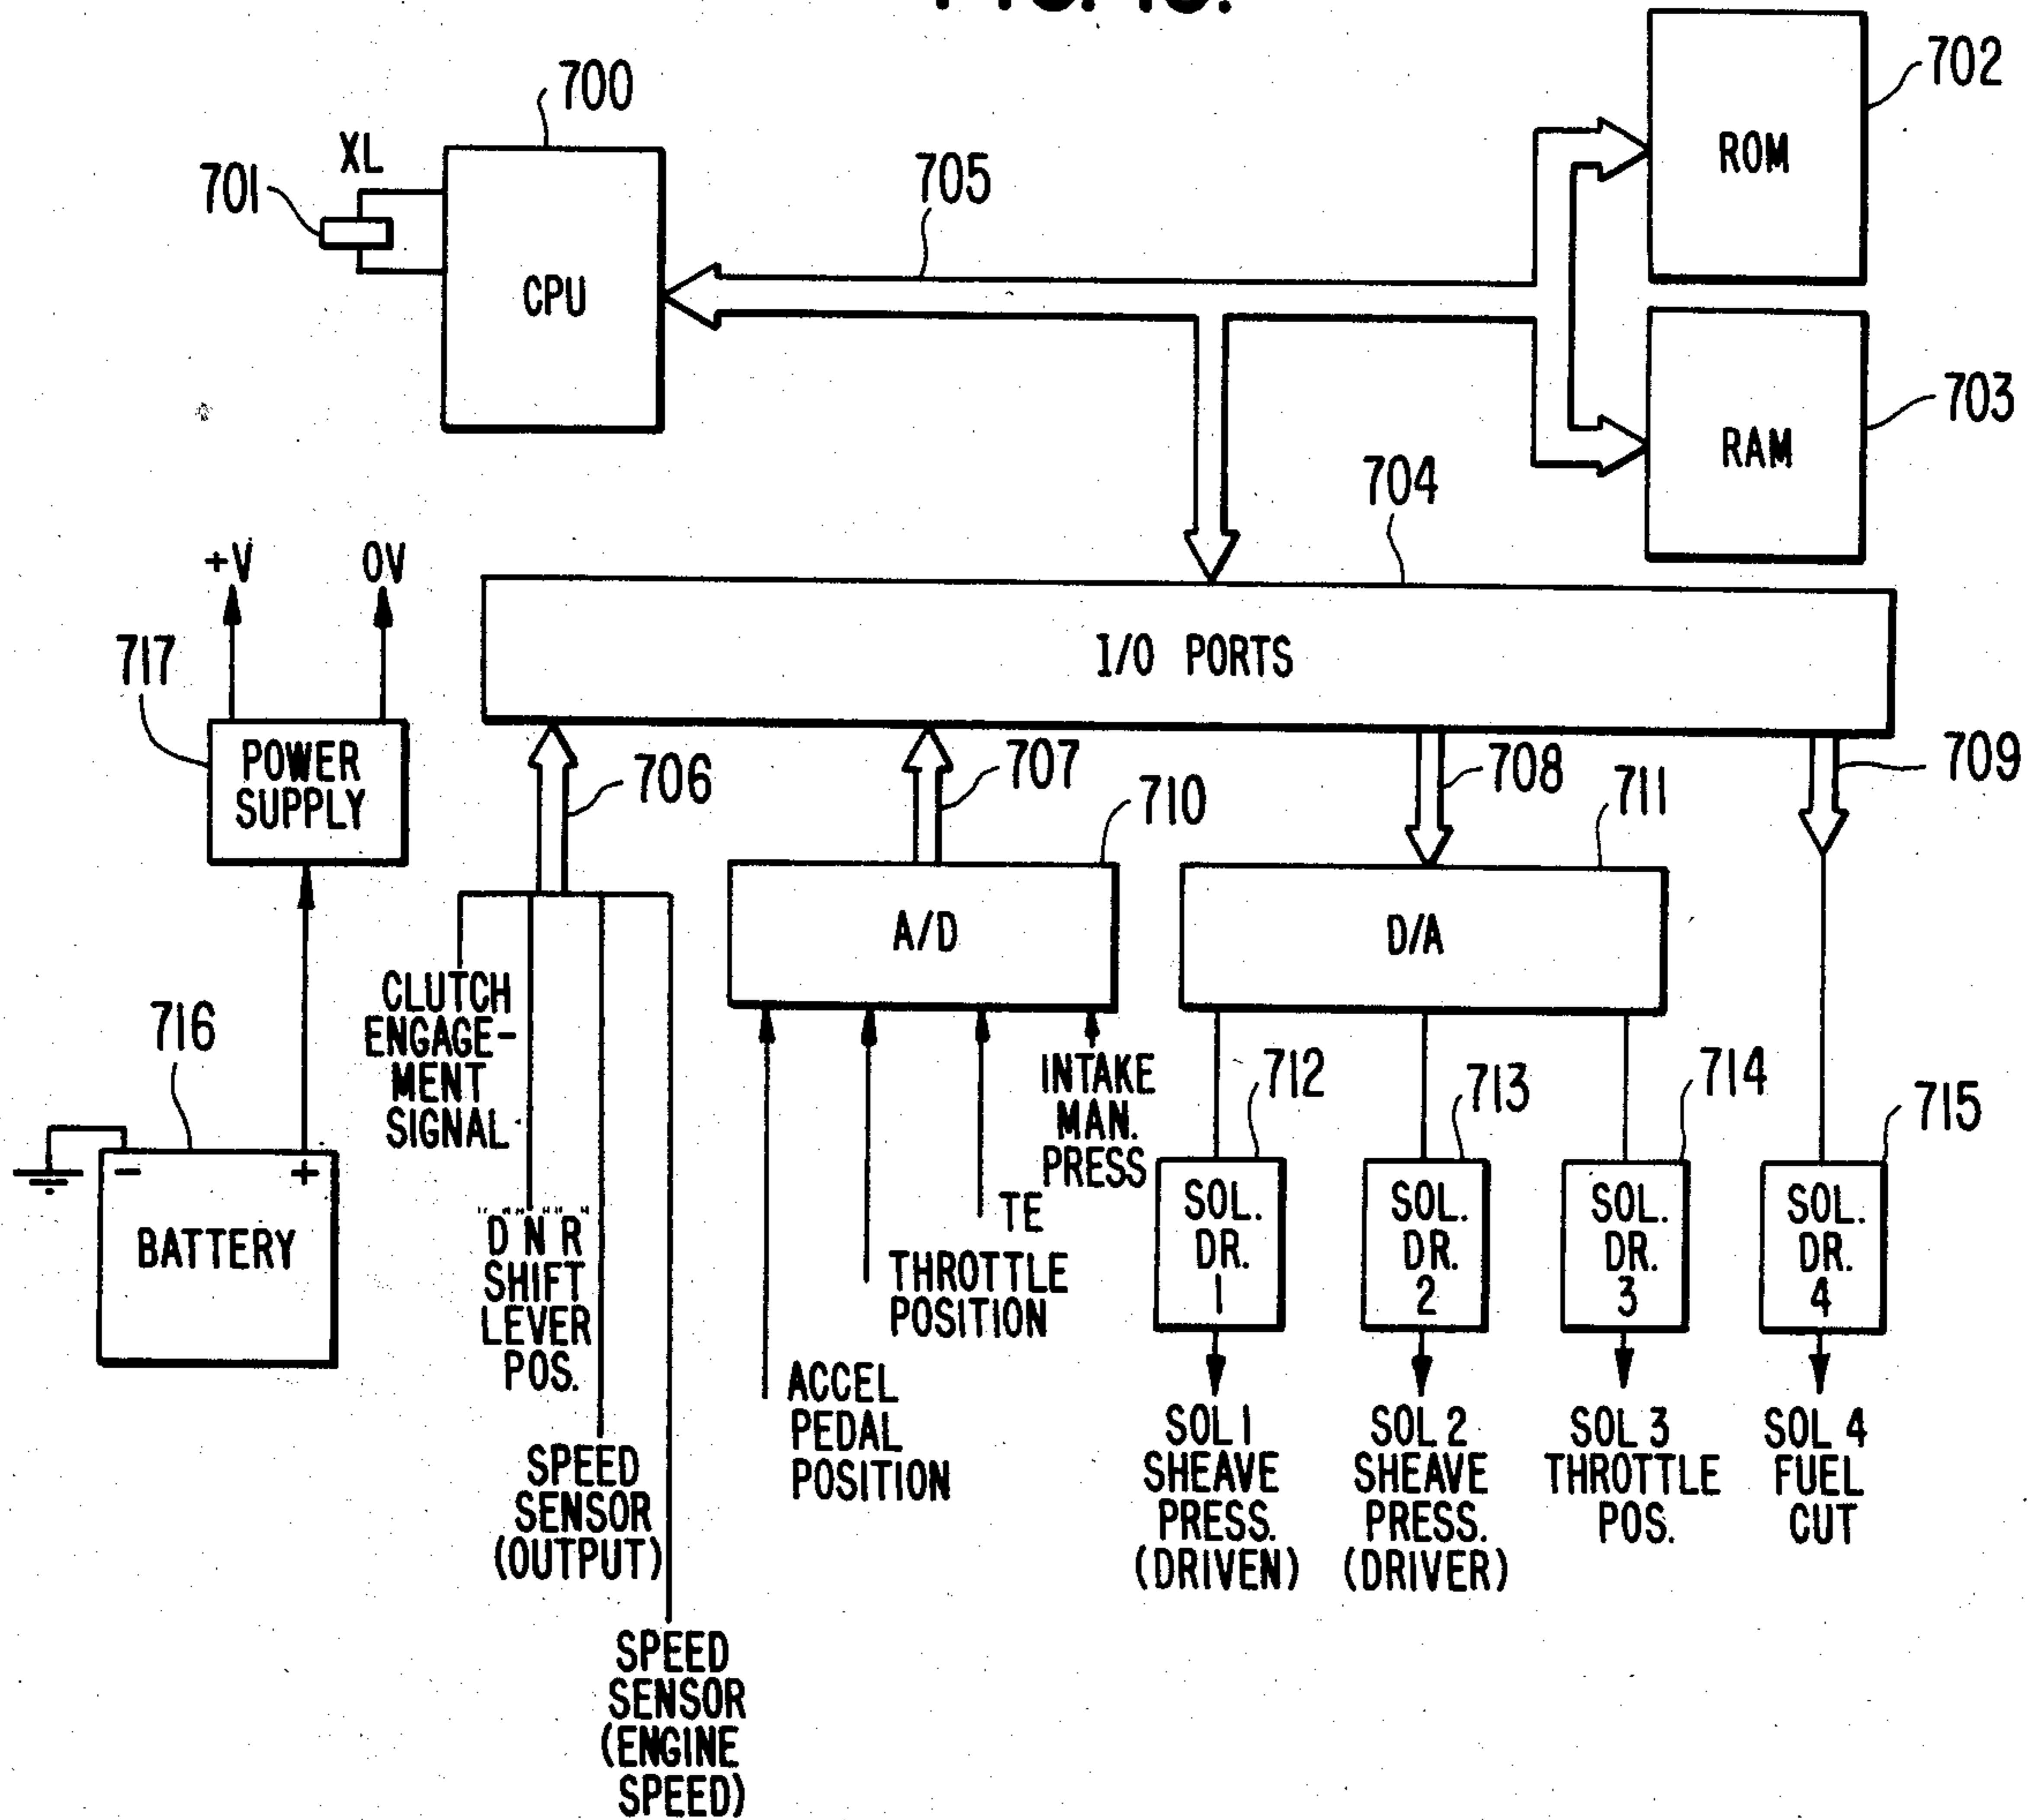 700
702
XL
701
705
ROM
CPU
703
RAM
704
+V
0V
I/O PORTS
717
POWER
SUPPLY
706
707
708
709
710
711
A/D
D/A
CLUTCH
ENGAGE-
MENT
SIGNAL
716
INTAKE
MAN.
PRESS
712
713
714
715
-
+
BATTERY
"D" "N" "R"
SHIFT
LEVER
POS.
TE
THROTTLE
POSITION
SOL.
DR.
1
SOL.
DR.
2
SOL.
DR.
3
SOL.
DR.
4
ACCEL
PEDAL
POSITION
SPEED
SENSOR
(OUTPUT)
SOL 1
SHEAVE
PRESS.
(DRIVEN)
SOL 2
SHEAVE
PRESS.
(DRIVER)
SOL 3
THROTTLE
POS.
SOL 4
FUEL
CUT
SPEED
SENSOR
(ENGINE
SPEED)